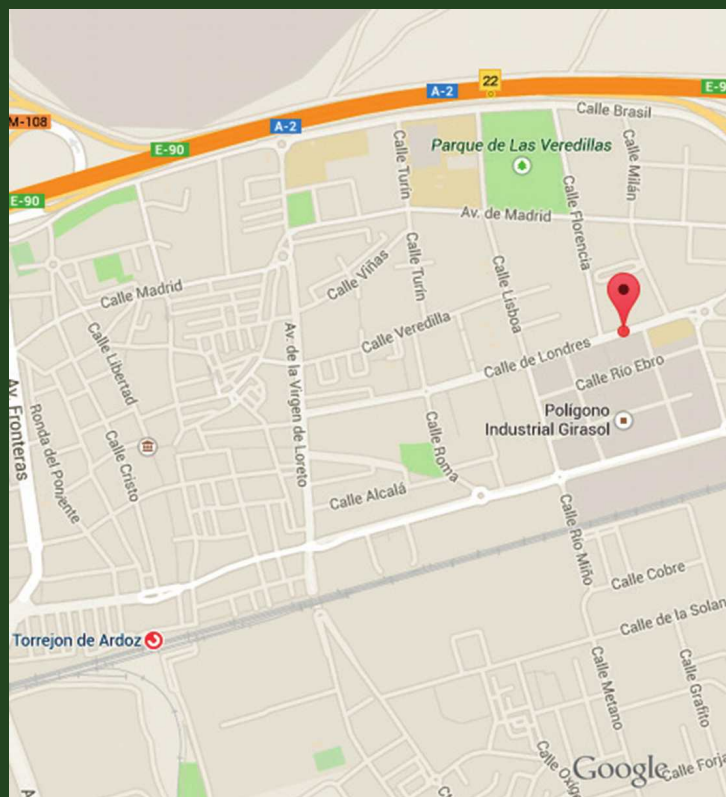 22
E-9
A-2
Calle Brasil
M-108
A-2
Calle Milán
E-90
Parque de Las Veredillas
Calle Turín
E-90
Calle Florencia
Av. de Madrid
Calle Viñas
Calle Turín
Calle Lisboa
Calle Madrid
Calle Veredilla
Calle Libertad
Av. de la Virgen de Loreto
Calle de Londres
Calle Río Ebro
Av. Fronteras
Ronda del Poniente
Polígono
Industrial Girasol
Calle Roma
Calle Cristo
Calle Alcalá
Calle Río Miño
Calle Cobre
Calle de la Solan
Torrejon de Ardoz
Calle Metano
Calle Grafito
Calle Oxíg
Google
Calle Forja
A
C